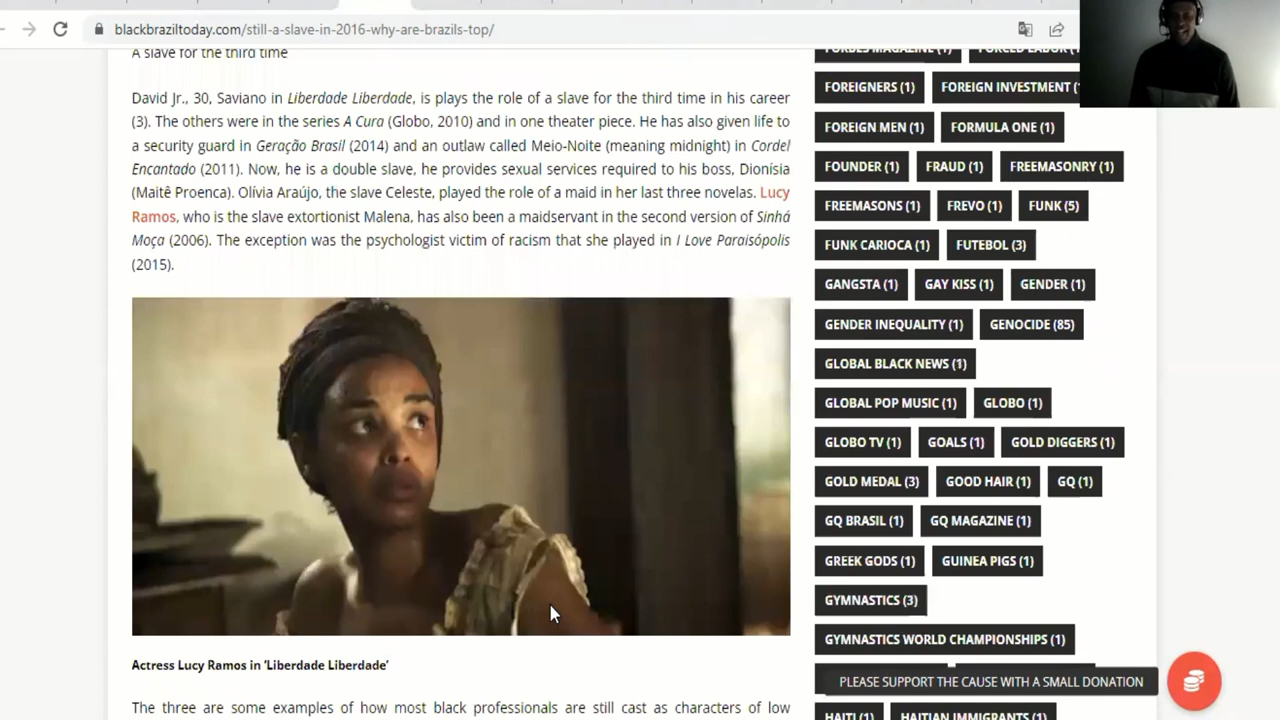 blackbraziltoday.com/still-a-slave-in-2016-why-are-brazils-top/
A slave for the third time
David Jr., 30, Saviano in Liberdade Liberdade, is plays the role of a slave for the third time in his career
(3). The others were in the series A Cura (Globo, 2010) and in one theater piece. He has also given life to
a security guard in Geração Brasil (2014) and an outlaw called Meio-Noite (meaning midnight) in Cordel
Encantado (2011). Now, he is a double slave, he provides sexual services required to his boss, Dionísia
(Maitê Proenca). Olívia Araújo, the slave Celeste, played the role of a maid in her last three novelas. Lucy
Ramos, who is the slave extortionist Malena, has also been a maidservant in the second version of Sinhá
Moça (2006). The exception was the psychologist victim of racism that she played in I Love Paraisópolis
(2015).
Actress Lucy Ramos in ‘Liberdade Liberdade’
The three are some examples of how most black professionals are still cast as characters of low
FORBES MAGAZINE (1) FORCED LABOR (1
FOREIGNERS (1) FOREIGN INVESTMENT (1
FOREIGN MEN (1) FORMULA ONE (1)
FOUNDER (1) FRAUD (1) FREEMASONRY (1)
FREEMASONS (1) FREVO (1) FUNK (5)
FUNK CARIOCA (1) FUTEBOL (3)
GANGSTA (1) GAY KISS (1) GENDER (1)
GENDER INEQUALITY (1) GENOCIDE (85)
GLOBAL BLACK NEWS (1)
GLOBAL POP MUSIC (1) GLOBO (1)
GLOBO TV (1) GOALS (1) GOLD DIGGERS (1)
GOLD MEDAL (3) GOOD HAIR (1) GQ (1)
GQ BRASIL (1) GQ MAGAZINE (1)
GREEK GODS (1) GUINEA PIGS (1)
GYMNASTICS (3)
GYMNASTICS WORLD CHAMPIONSHIPS (1)
PLEASE SUPPORT THE CAUSE WITH A SMALL DONATION
HAITI (1) HAITIAN IMMIGRANTS (1)